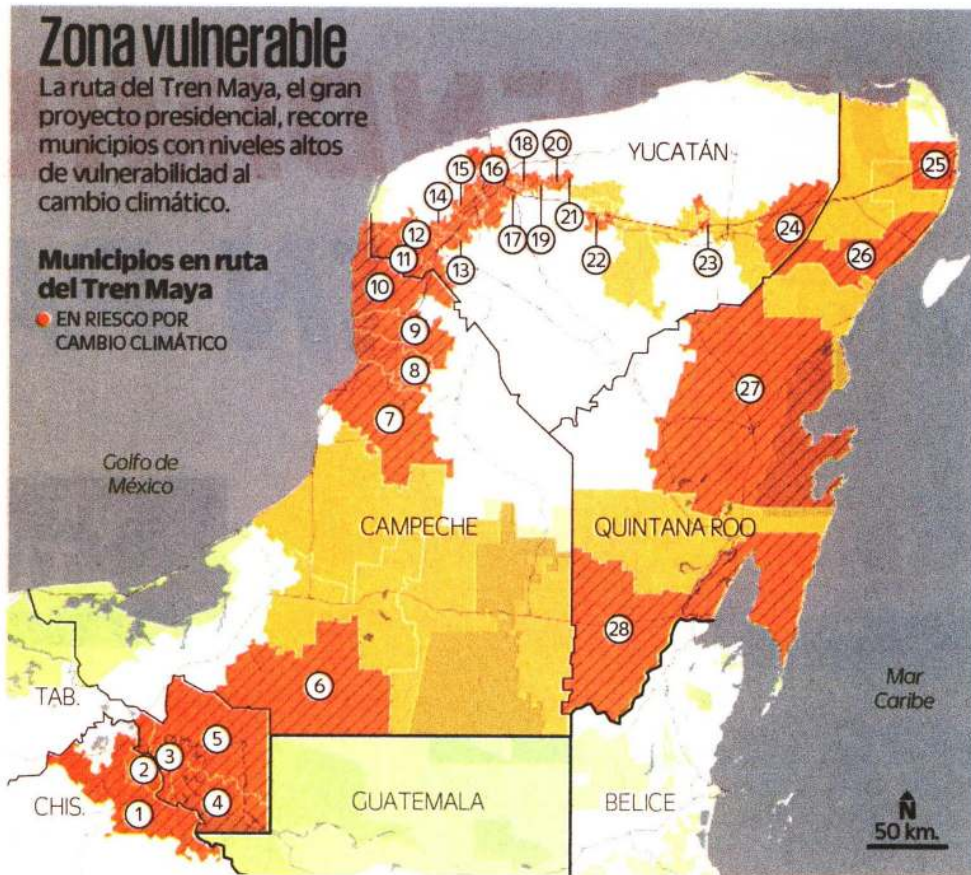 Zona vulnerable
La ruta del Tren Maya, el gran
proyecto presidencial, recorre
municipios con niveles altos
de vulnerabilidad al
cambio climático.
Municipios en ruta
del Tren Maya
EN RIESGO POR
CAMBIO CLIMÁTICO
18
20
YUCATÁN
15
16
25
14
12
21
24
11
17
19
22
13
23
26
10
9
8
27
7
Golfo de
México
CAMPECHE
QUINTANA ROO
28
6
Mar
Caribe
TAB.
5
3
2
4
1
CHIS.
GUATEMALA
BELICE
N
50 km.